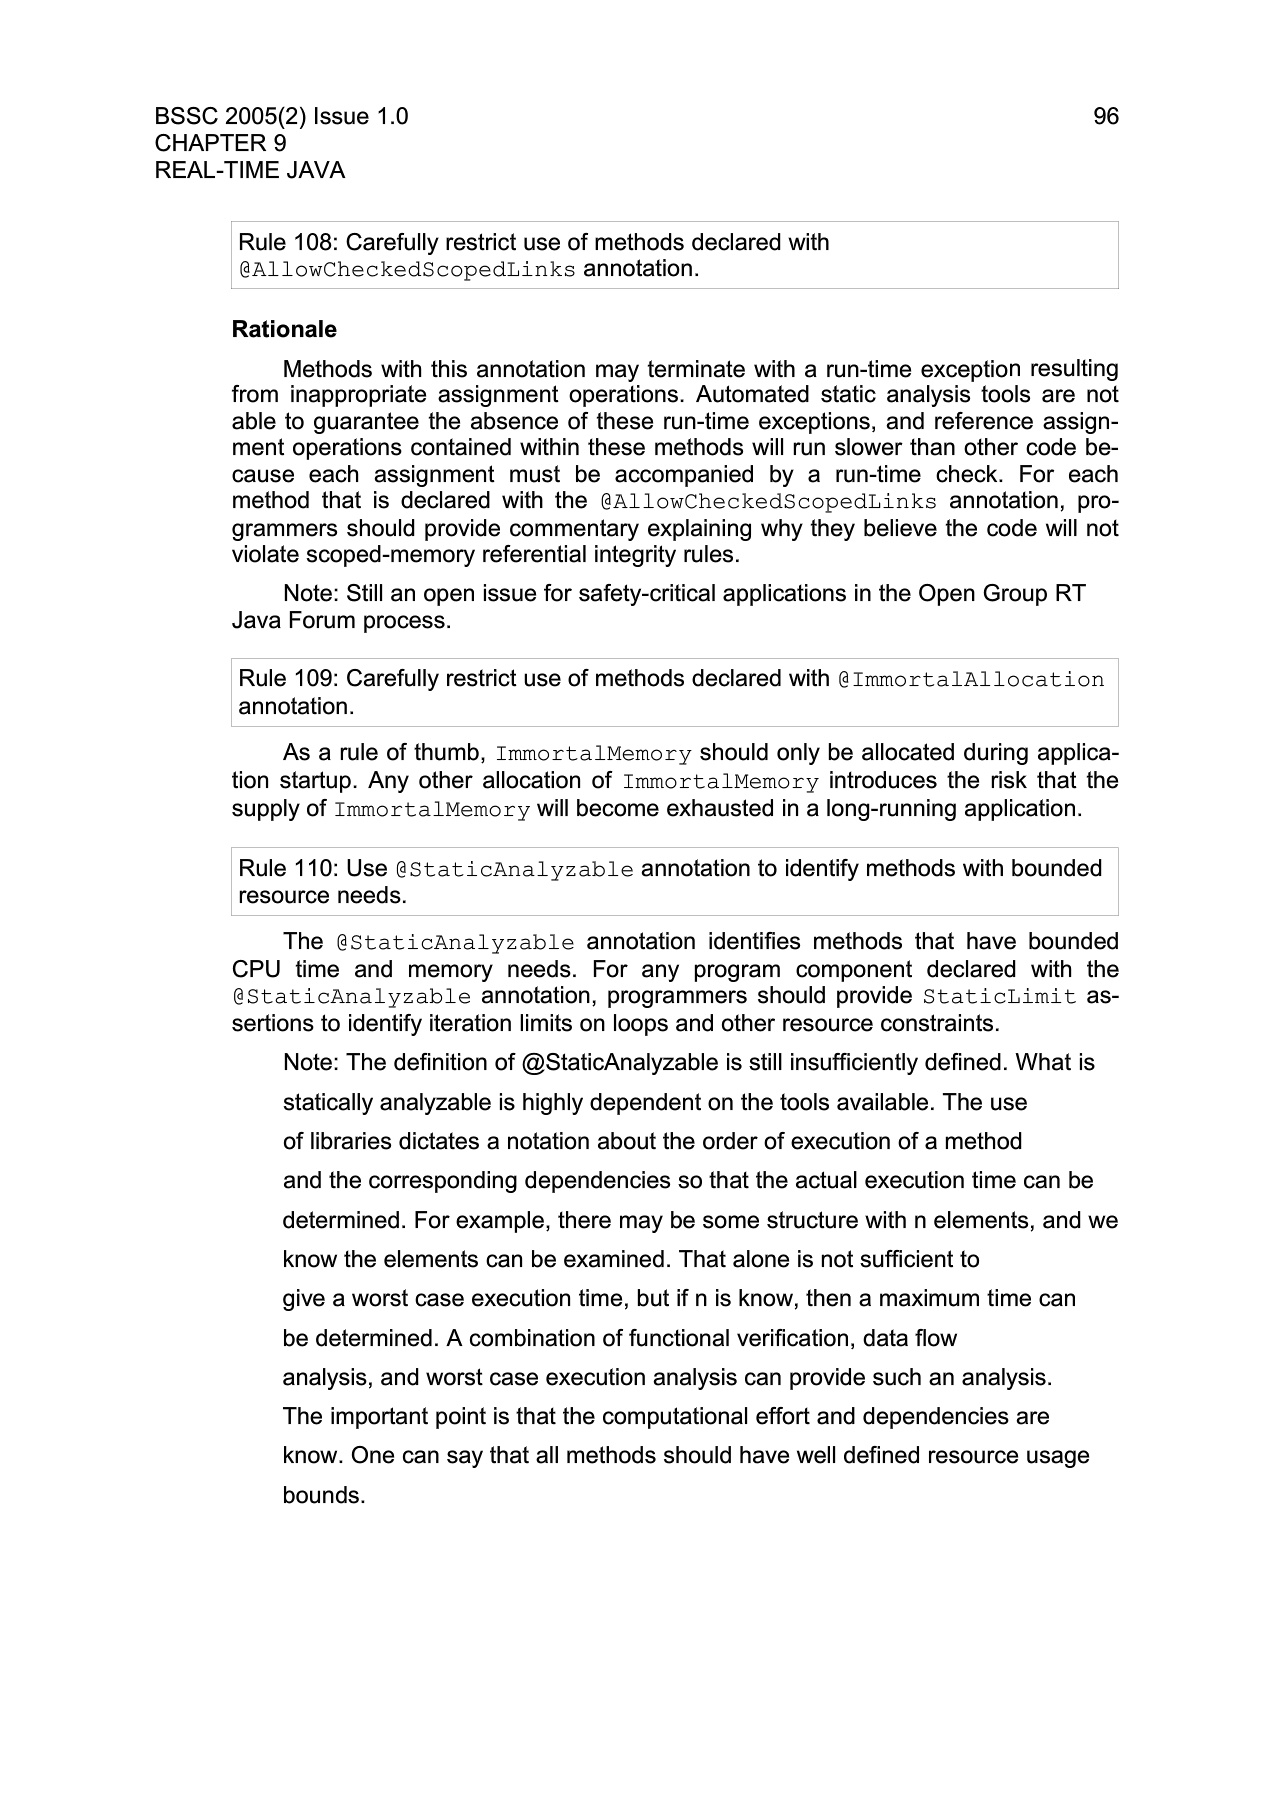 BSSC 2005(2) Issue 1.0 96
CHAPTER 9
REAL-TIME JAVA
Rule 108: Carefully restrict use of methods declared with
@AllowCheckedScopedLinks annotation.
Rationale
Methods with this annotation may terminate with a run-time exception resulting
from inappropriate assignment operations. Automated static analysis tools are not
able to guarantee the absence of these run-time exceptions, and reference assign-
ment operations contained within these methods will run slower than other code be-
cause each assignment must be accompanied by a run-time check. For each
method that is declared with the @AllowCheckedScopedLinks annotation, pro-
grammers should provide commentary explaining why they believe the code will not
violate scoped-memory referential integrity rules.
Note: Still an open issue for safety-critical applications in the Open Group RT
Java Forum process.
Rule 109: Carefully restrict use of methods declared with @ImmortalAllocation
annotation.
As a rule of thumb, ImmortalMemory should only be allocated during applica-
tion startup. Any other allocation of ImmortalMemory introduces the risk that the
supply of ImmortalMemory will become exhausted in a long-running application.
Rule 110: Use @StaticAnalyzable annotation to identify methods with bounded
resource needs.
The @StaticAnalyzable annotation identifies methods that have bounded
CPU time and memory needs. For any program component declared with the
@StaticAnalyzable annotation, programmers should provide StaticLimit as-
sertions to identify iteration limits on loops and other resource constraints.
Note: The definition of @StaticAnalyzable is still insufficiently defined. What is
statically analyzable is highly dependent on the tools available. The use
of libraries dictates a notation about the order of execution of a method
and the corresponding dependencies so that the actual execution time can be
determined. For example, there may be some structure with n elements, and we
know the elements can be examined. That alone is not sufficient to
give a worst case execution time, but if n is know, then a maximum time can
be determined. A combination of functional verification, data flow
analysis, and worst case execution analysis can provide such an analysis.
The important point is that the computational effort and dependencies are
know. One can say that all methods should have well defined resource usage
bounds.